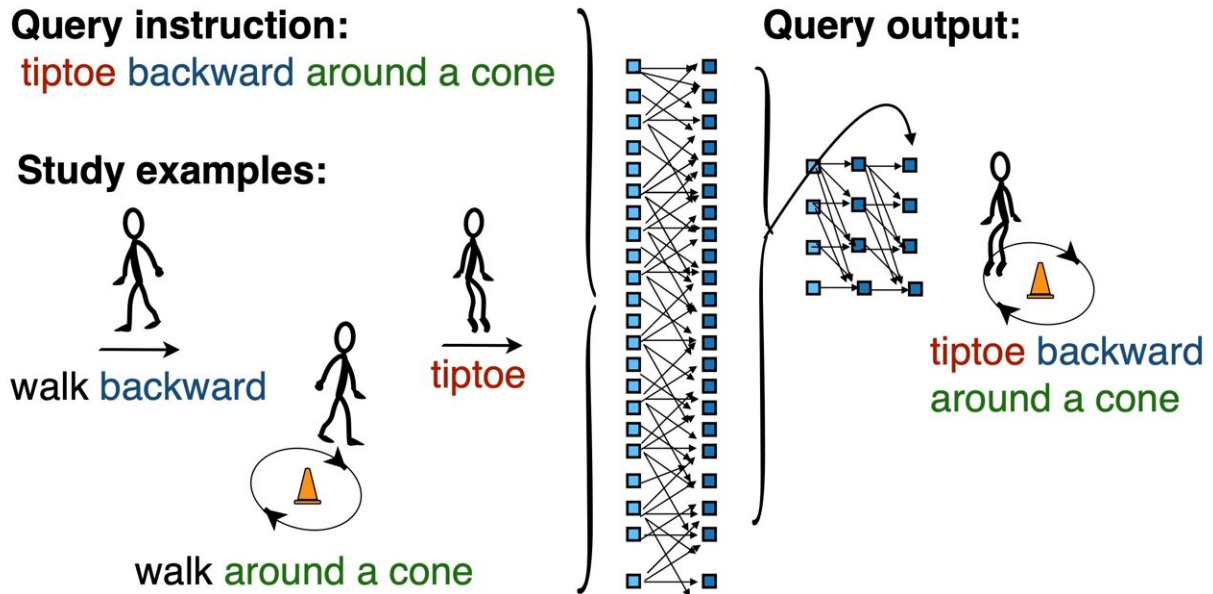 Query instruction:
tiptoe backward around a cone
Study examples:
walk backward
tiptoe
walk around a cone
Query output:
tiptoe backward
around a cone